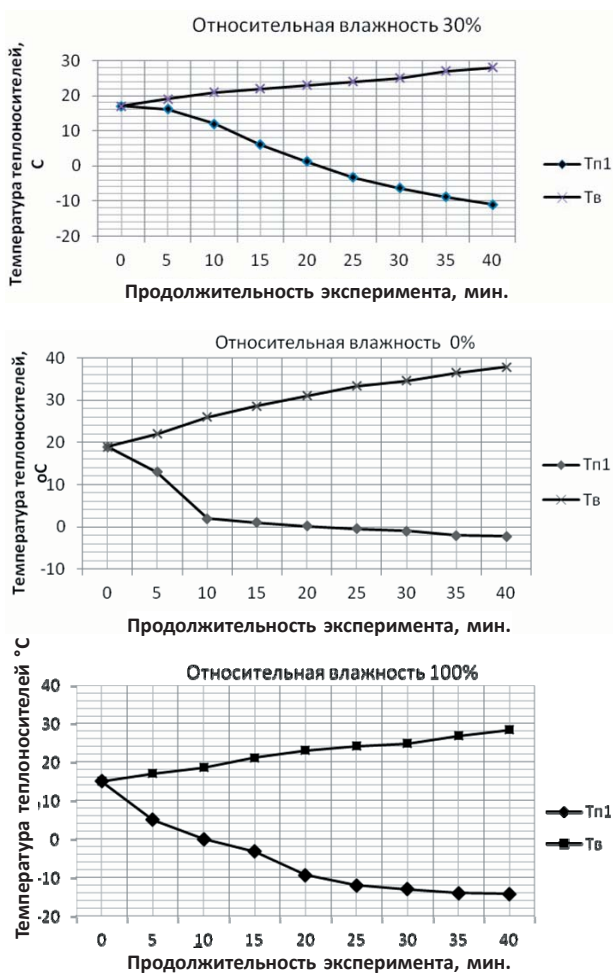 Относительная влажность 30%
Температура теплоносителей,
С
30
20
10
0
-10
-20
0 5 10 15 20 25 30 35 40
Тп1
Тв
Продолжительность эксперимента, мин.
Относительная влажность 0%
Температура теплоносителей,
оС
40
30
20
10
0
-10
0 5 10 15 20 25 30 35 40
Тп1
Тв
Продолжительность эксперимента, мин.
Относительная влажность 100%
Температура теплоносителей °С
40
30
20
10
0
-10
-20
0 5 10 15 20 25 30 35 40
Тп1
Тв
Продолжительность эксперимента, мин.